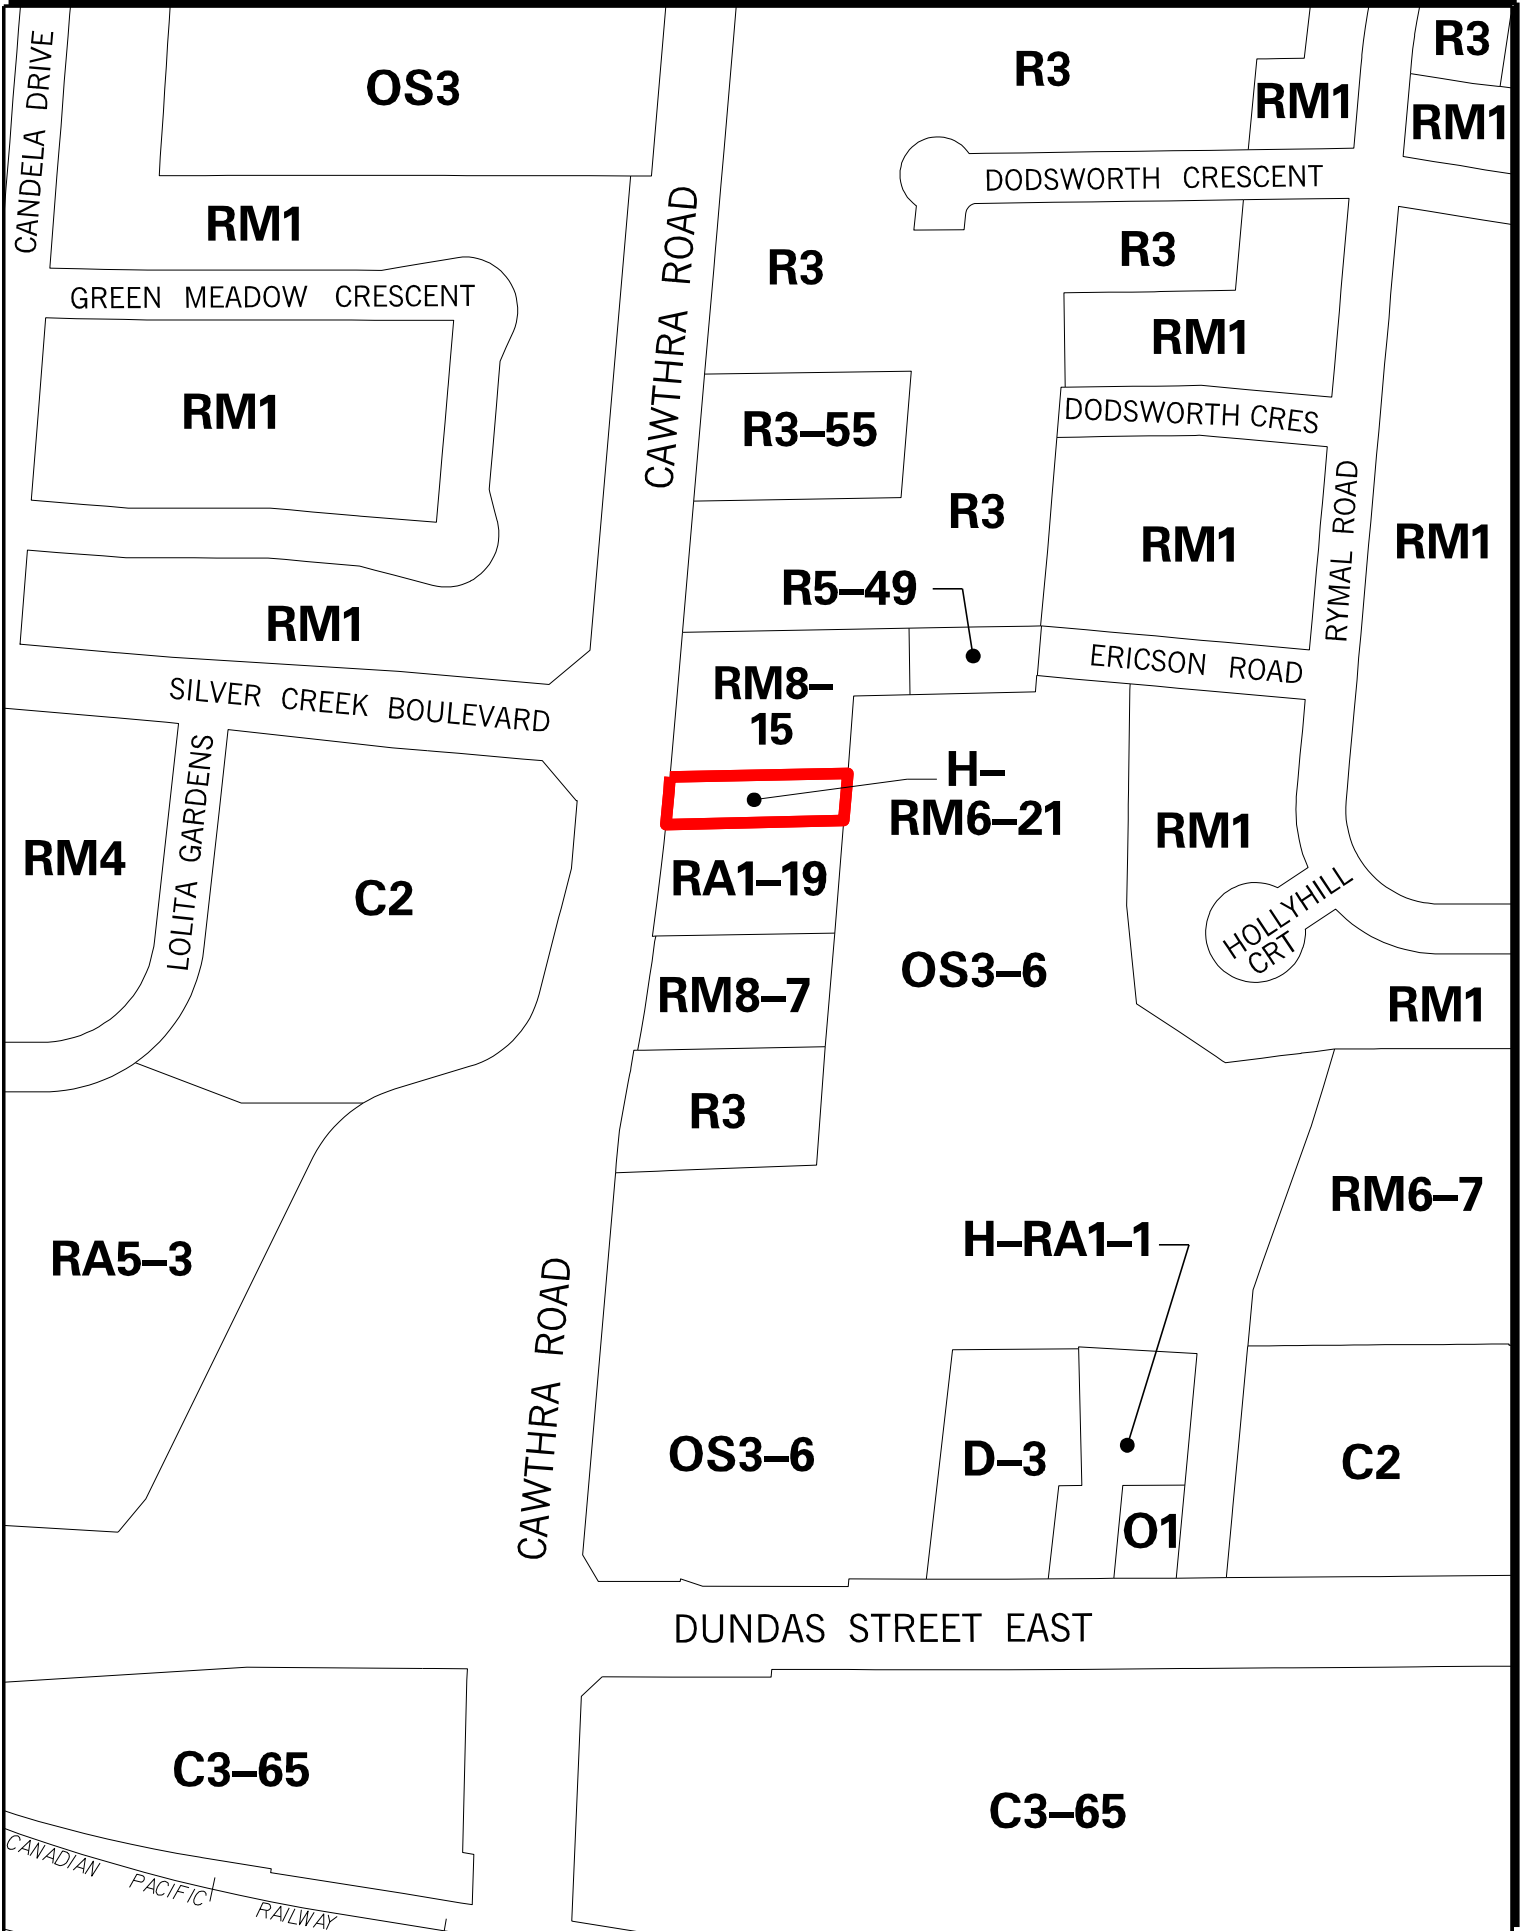 CANDELA DRIVE
OS3
R3
RM1
R3
RM1
DODSWORTH CRESCENT
RM1
CAWTHRA ROAD
R3
R3
GREEN MEADOW CRESCENT
RM1
RM1
R3–55
DODSWORTH CRES
R3
RM1
RYMAL ROAD
RM1
R5–49
RM1
ERICSON ROAD
SILVER CREEK BOULEVARD
RM8–
15
LOLITA GARDENS
H–
RM6–21
RM1
RM4
C2
RA1–19
HOLLYHILL
CRT
OS3–6
RM8–7
RM1
R3
RM6–7
H–RA1–1
RA5–3
CAWTHRA ROAD
OS3–6
D–3
C2
O1
DUNDAS STREET EAST
C3–65
C3–65
CANADIAN PACIFIC RAILWAY